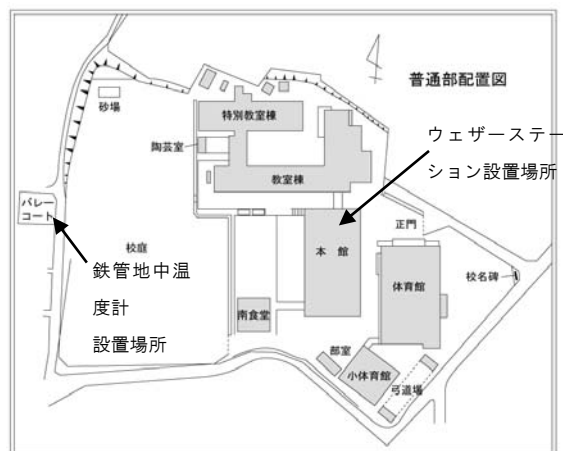 普通部配置図
砂場
特別教室棟
陶芸室
ウェザーステー
ション設置場所
教室棟
バレー
コート
校庭
正門
本 館
鉄管地中温
度計
設置場所
体育館
校名碑
南食堂
部室
小体育館
弓道場